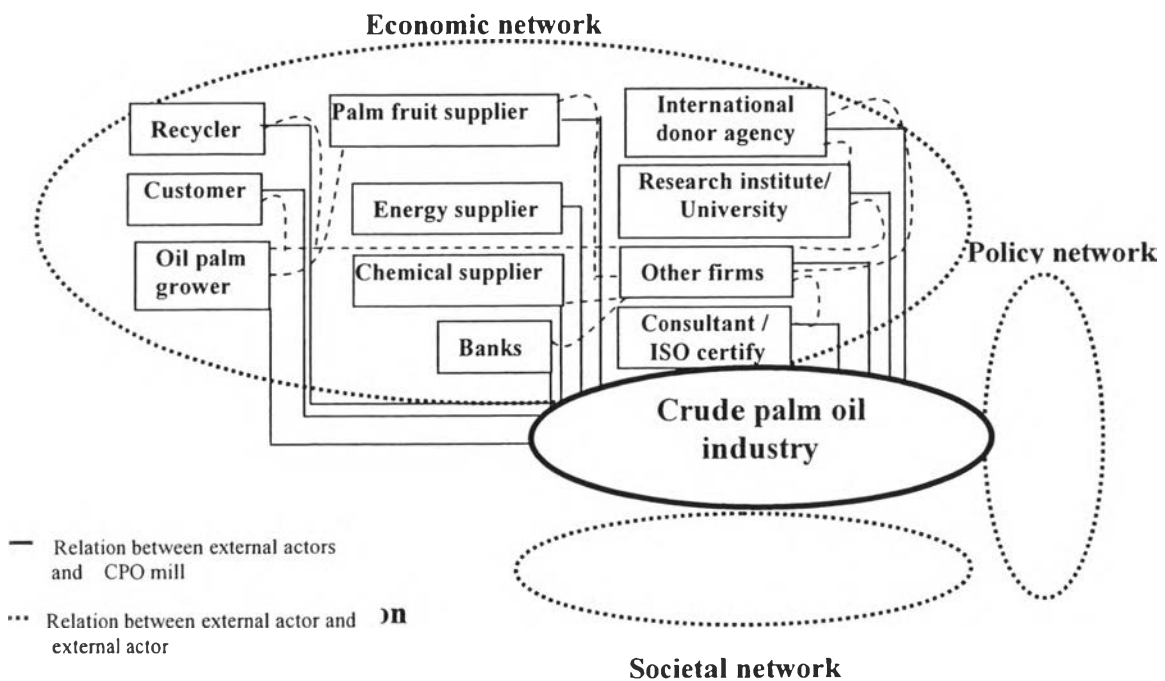 Economic network
Recycler
Palm fruit supplier
International
donor agency
Customer
Energy supplier
Research institute/
University
Oil palm
grower
Chemical supplier
Other firms
Policy network
Banks
Consultant /
ISO certify
Crude palm oil
industry
Relation between external actors
and CPO mill
Relation between external actor and
external actor
Societal network